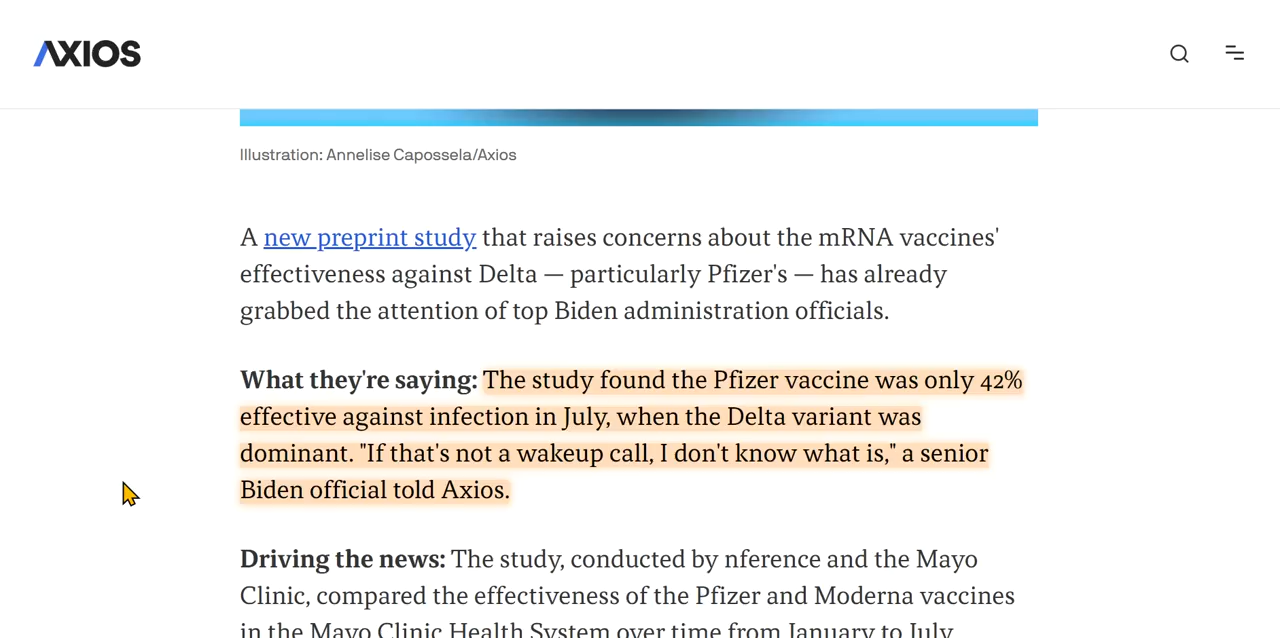 AXIOS
Illustration: Annelise Capossela/Axios
A new preprint study that raises concerns about the mRNA vaccines'
effectiveness against Delta — particularly Pfizer's — has already
grabbed the attention of top Biden administration officials.
What they're saying: The study found the Pfizer vaccine was only 42%
effective against infection in July, when the Delta variant was
dominant. "If that's not a wakeup call, I don't know what is," a senior
Biden official told Axios.
Driving the news: The study, conducted by nference and the Mayo
Clinic, compared the effectiveness of the Pfizer and Moderna vaccines
in the Mayo Clinic Health System over time from January to July